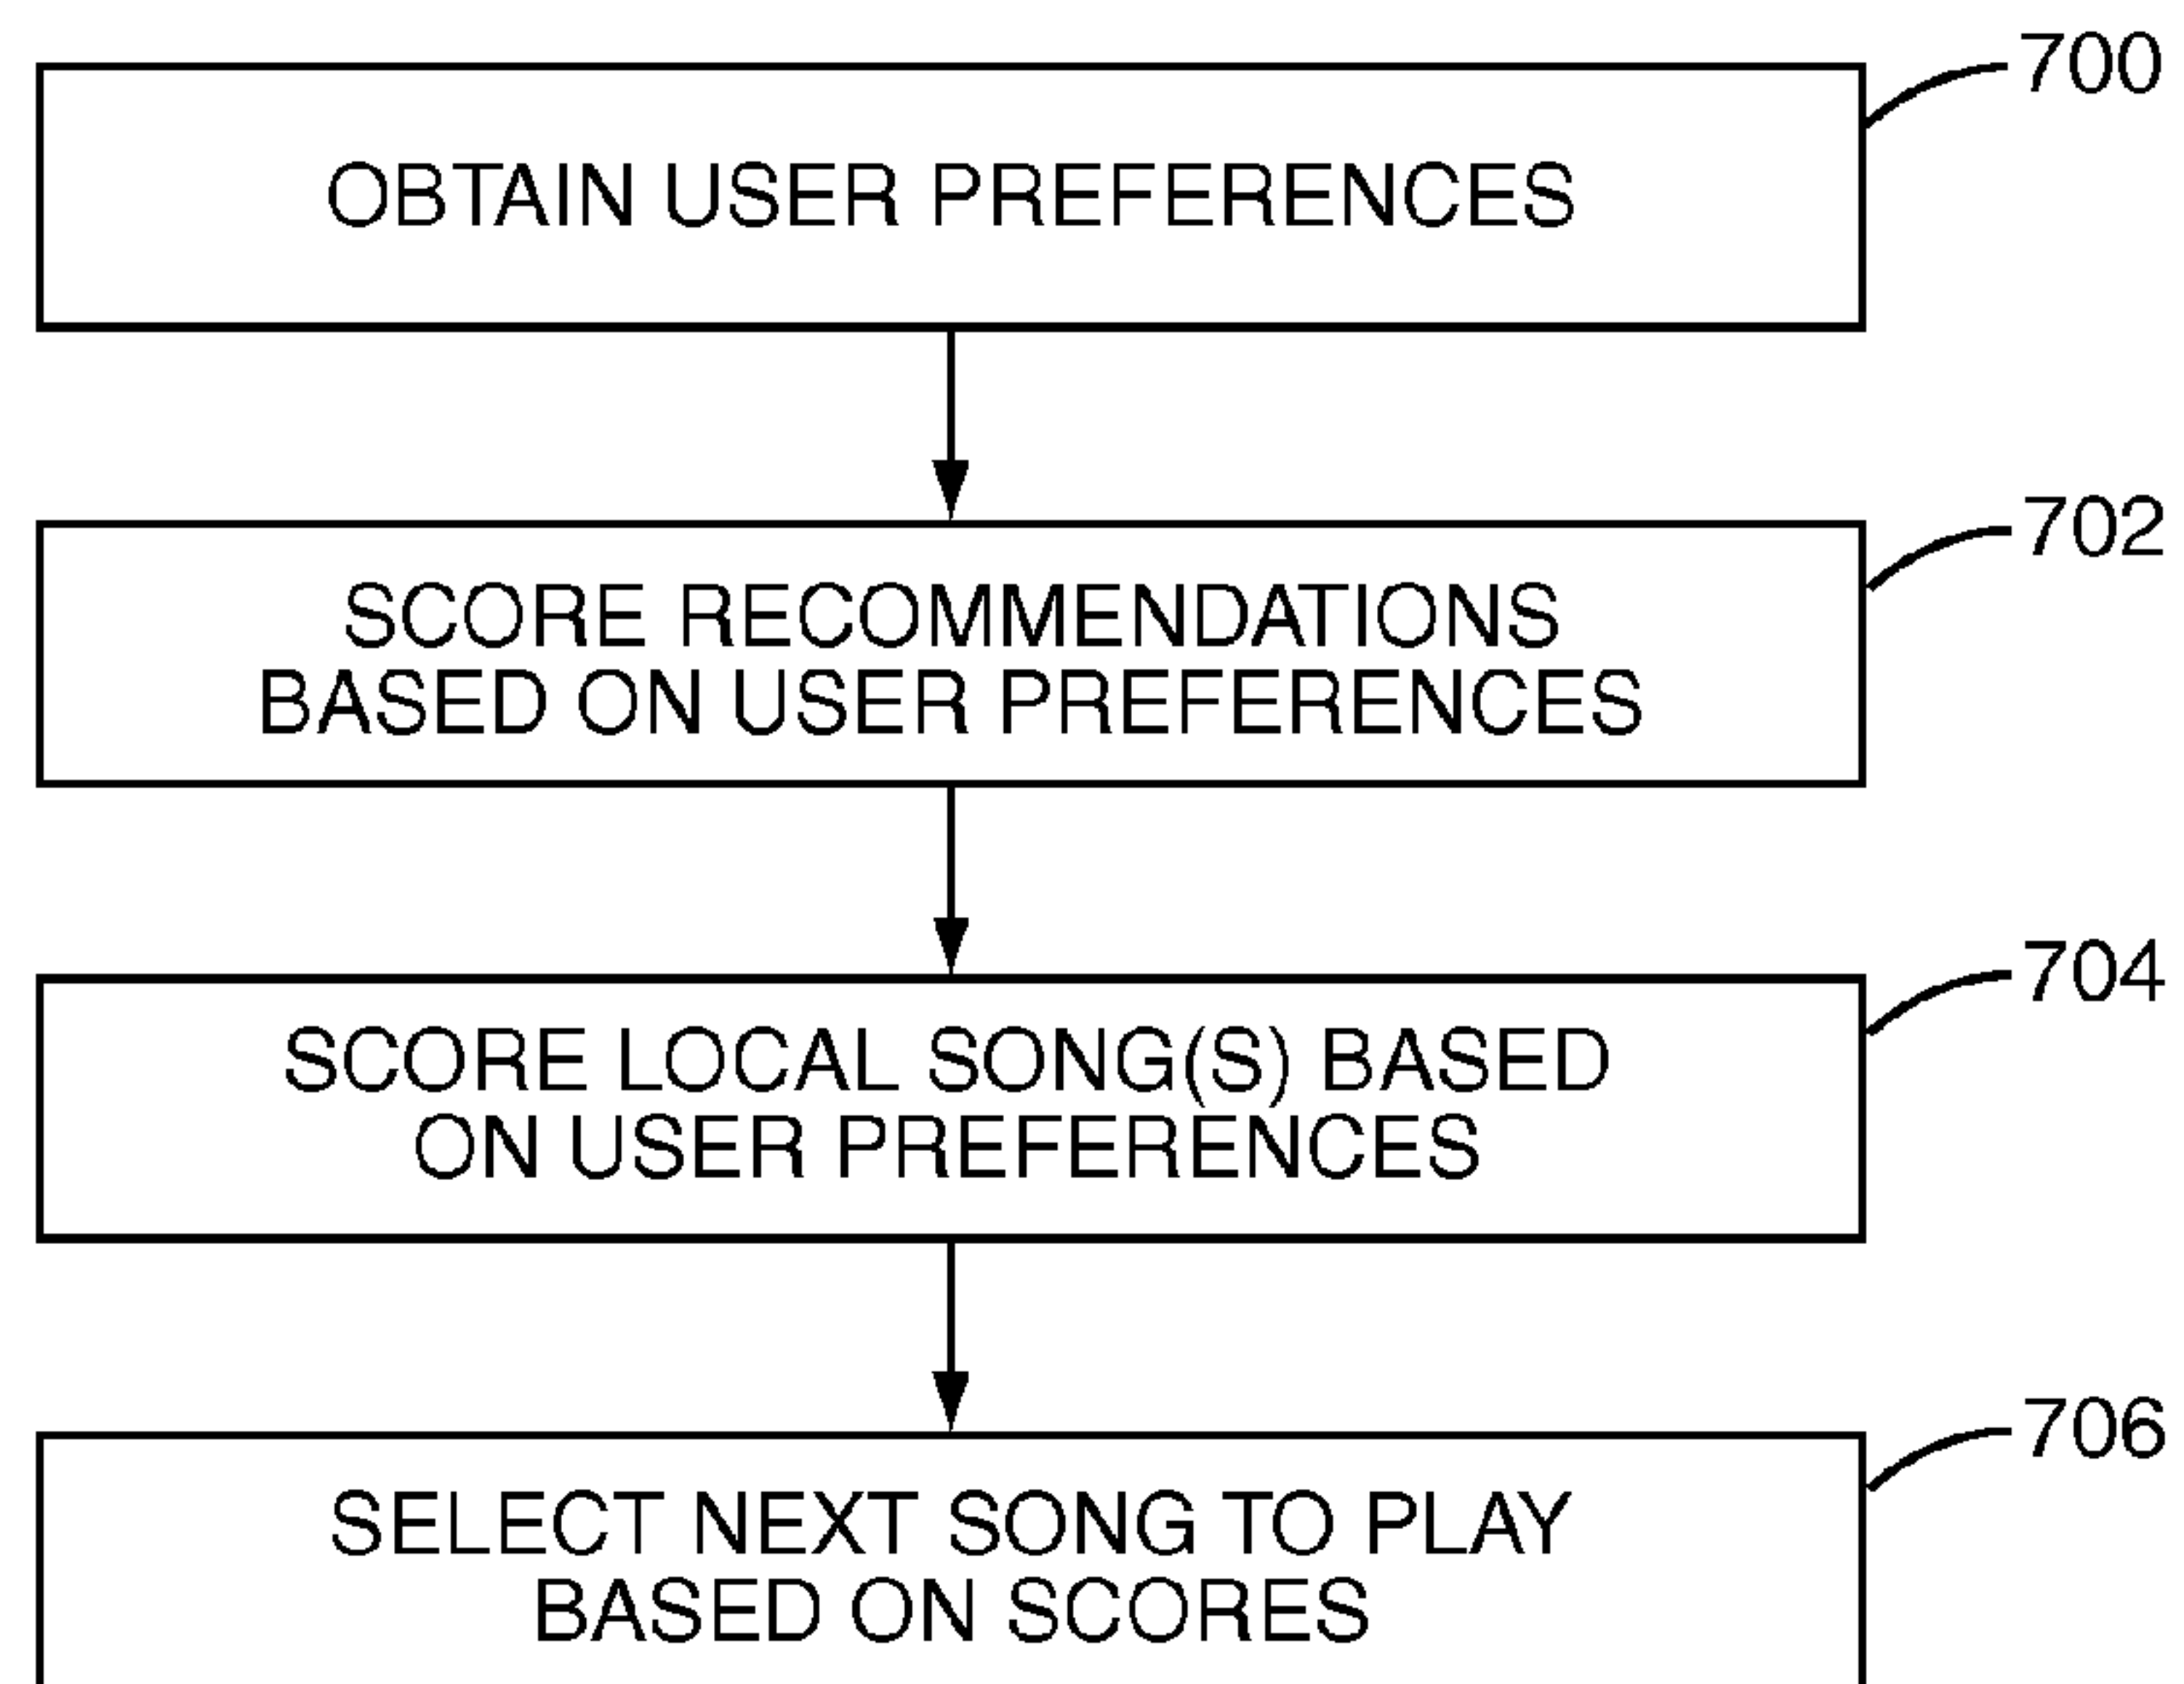 700
OBTAIN USER PREFERENCES
702
SCORE RECOMMENDATIONS
BASED ON USER PREFERENCES
704
SCORE LOCAL SONG(S) BASED
ON USER PREFERENCES
706
SELECT NEXT SONG TO PLAY
BASED ON SCORES